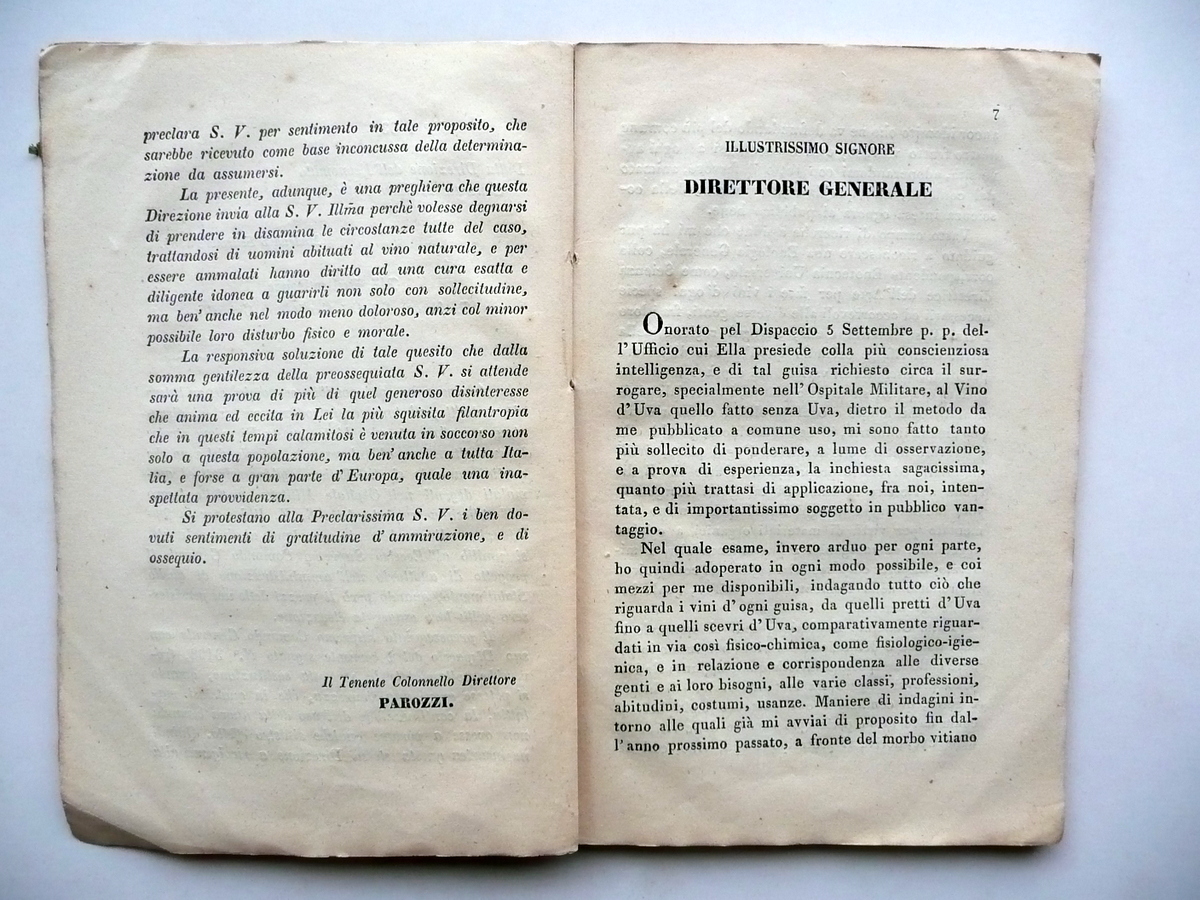 preclara S. V. per sentimento in tale proposito, che
sarebbe ricevuto come base inconcussa della determina-
zione da assumersi.
La presente, adunque, è una preghiera che questa
Direzione invia alla S. V. Illm̃a perchè volesse degnarsi
di prendere in disamina le circostanze tutte del caso,
trattandosi di uomini abituati al vino naturale, e per
essere ammalati hanno diritto ad una cura esatta e
diligente idonea a guarirli non solo con sollecitudine,
ma ben' anche nel modo meno doloroso, anzi col minor
possibile loro disturbo fisico e morale.
La responsiva soluzione di tale quesito che dalla
somma gentilezza della preossequiata S. V. si attende
sarà una prova di più di quel generoso disinteresse
che anima ed eccita in Lei la più squisita filantropia
che in questi tempi calamitosi è venuta in soccorso non
solo a questa popolazione, ma ben' anche a tutta Ita-
lia, e forse a gran parte d' Europa, quale una ina-
spettata provvidenza.
Si protestano alla Preclarissima S. V. i ben do-
vuti sentimenti di gratitudine d' ammirazione, e di
ossequio.
Il Tenente Colonnello Direttore
PAROZZI.
7
ILLUSTRISSIMO SIGNORE
DIRETTORE GENERALE
Onorato pel Dispaccio 5 Settembre p. p. del-
l' Ufficio cui Ella presiede colla più conscienziosa
intelligenza, e di tal guisa richiesto circa il sur-
rogare, specialmente nell' Ospitale Militare, al Vino
d' Uva quello fatto senza Uva, dietro il metodo da
me pubblicato a comune uso, mi sono fatto tanto
più sollecito di ponderare, a lume di osservazione,
e a prova di esperienza, la inchiesta sagacissima,
quanto più trattasi di applicazione, fra noi, inten-
tata, e di importantissimo soggetto in pubblico van-
taggio.
Nel quale esame, invero arduo per ogni parte,
ho quindi adoperato in ogni modo possibile, e coi
mezzi per me disponibili, indagando tutto ciò che
riguarda i vini d' ogni guisa, da quelli pretti d' Uva
fino a quelli scevri d' Uva, comparativamente riguar-
dati in via così fisico-chimica, come fisiologico-igie-
nica, e in relazione e corrispondenza alle diverse
genti e ai loro bisogni, alle varie classi, professioni,
abitudini, costumi, usanze. Maniere di indagini in-
torno alle quali già mi avviai di proposito fin dal-
l' anno prossimo passato, a fronte del morbo vitiano